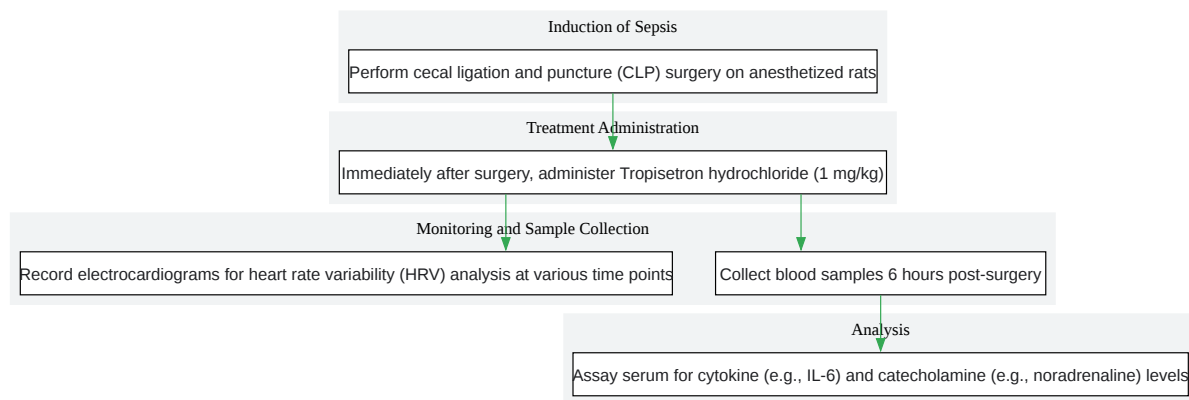 Induction of Sepsis
Perform cecal ligation and puncture (CLP) surgery on anesthetized rats
Treatment Administration
Immediately after surgery, administer Tropisetron hydrochloride (1 mg/kg)
Monitoring and Sample Collection
Record electrocardiograms for heart rate variability (HRV) analysis at various time points
Collect blood samples 6 hours post-surgery
Analysis
Assay serum for cytokine (e.g., IL-6) and catecholamine (e.g., noradrenaline) levels